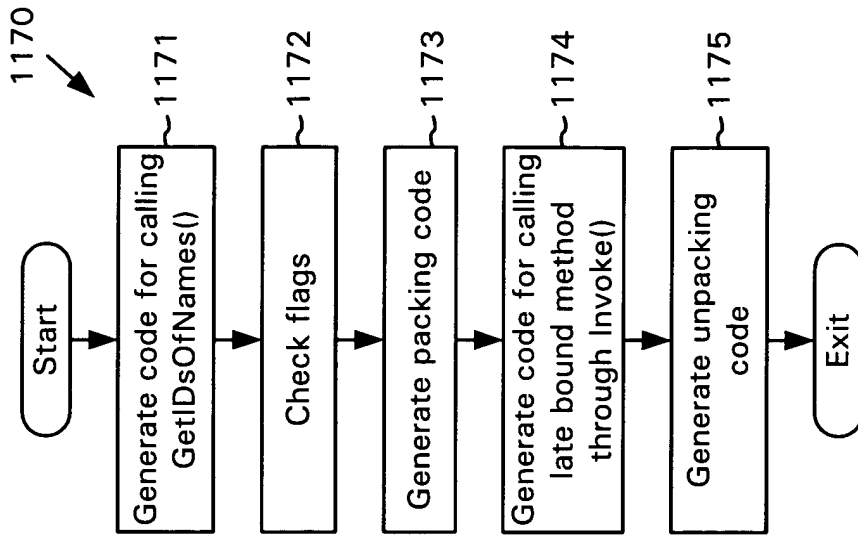 1170
Start
Generate code for calling
GetIDsOfNames()
1171
Check flags
1172
Generate packing code
1173
Generate code for calling
late bound method
through Invoke()
1174
Generate unpacking
code
1175
Exit